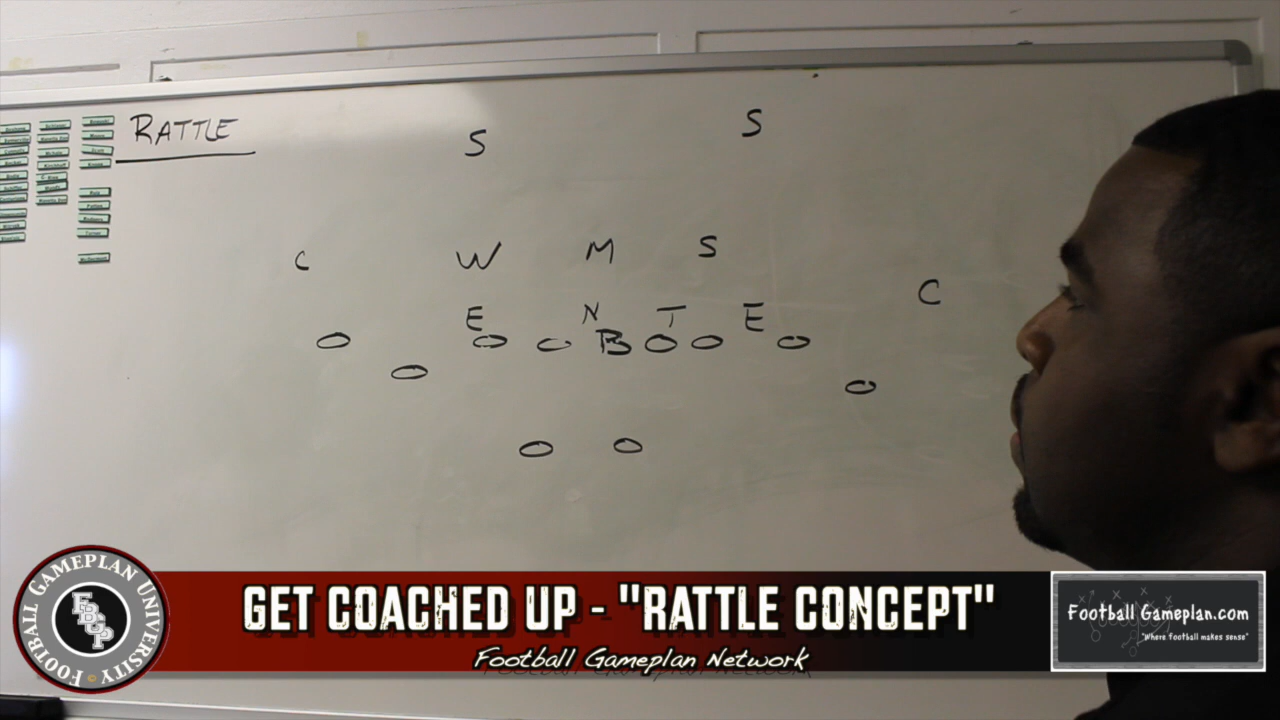 RATTLE
S
S
C
W
M
S
C
E
N
T
E
B
GET COACHED UP - "RATTLE CONCEPT"
Football Gameplan Network
FOOTBALL GAMEPLAN UNIVERSITY
FBGP
Football Gameplan.com
"Where football makes sense"